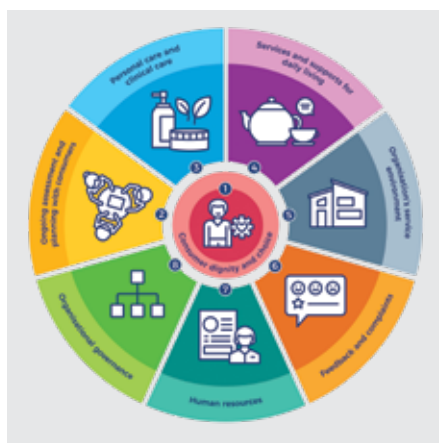 1
Consumer dignity and choice
2
Ongoing assessment and
planning with consumers
3
Personal care and
clinical care
4
Services and supports for
daily living
5
Organisation's service
environment
6
Feedback and complaints
7
Human resources
8
Organisational governance